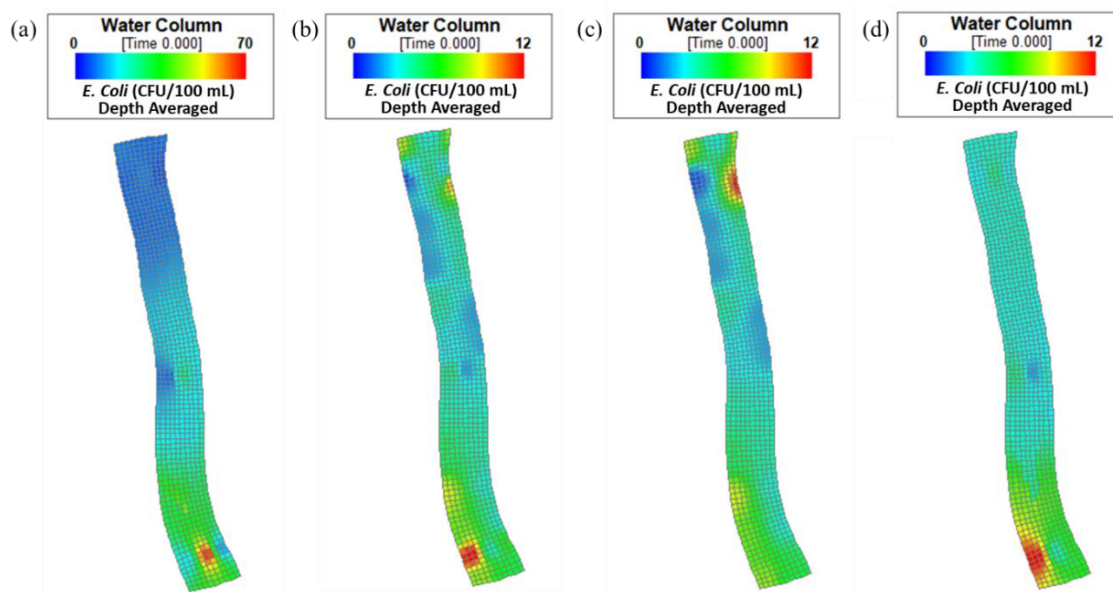 (a)
Water Column
0 [Time 0.000] 70
E. Coli (CFU/100 mL)
Depth Averaged
(b)
Water Column
0 [Time 0.000] 12
E. Coli (CFU/100 mL)
Depth Averaged
(c)
Water Column
0 [Time 0.000] 12
E. Coli (CFU/100 mL)
Depth Averaged
(d)
Water Column
0 [Time 0.000] 12
E. Coli (CFU/100 mL)
Depth Averaged